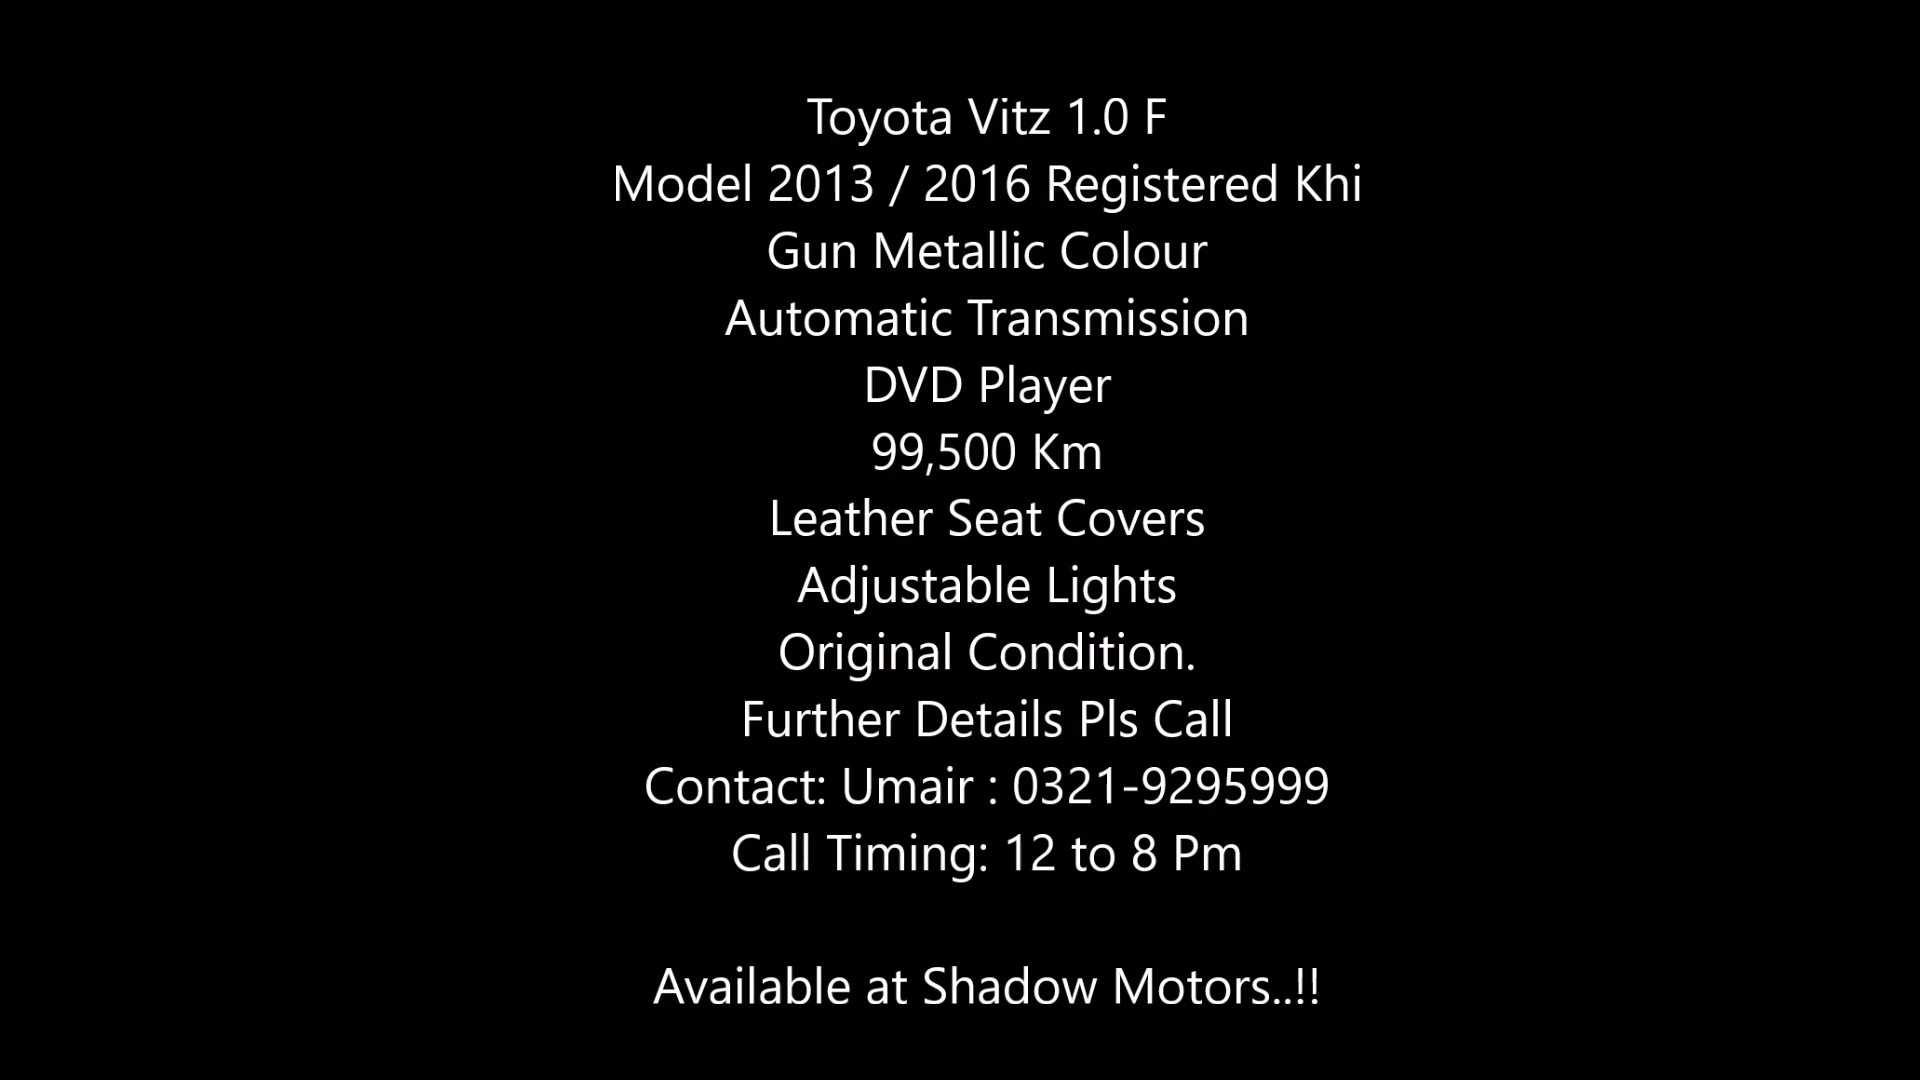 Toyota Vitz 1.0 F
Model 2013 / 2016 Registered Khi
Gun Metallic Colour
Automatic Transmission
DVD Player
99,500 Km
Leather Seat Covers
Adjustable Lights
Original Condition.
Further Details Pls Call
Contact: Umair : 0321-9295999
Call Timing: 12 to 8 Pm
Available at Shadow Motors..!!